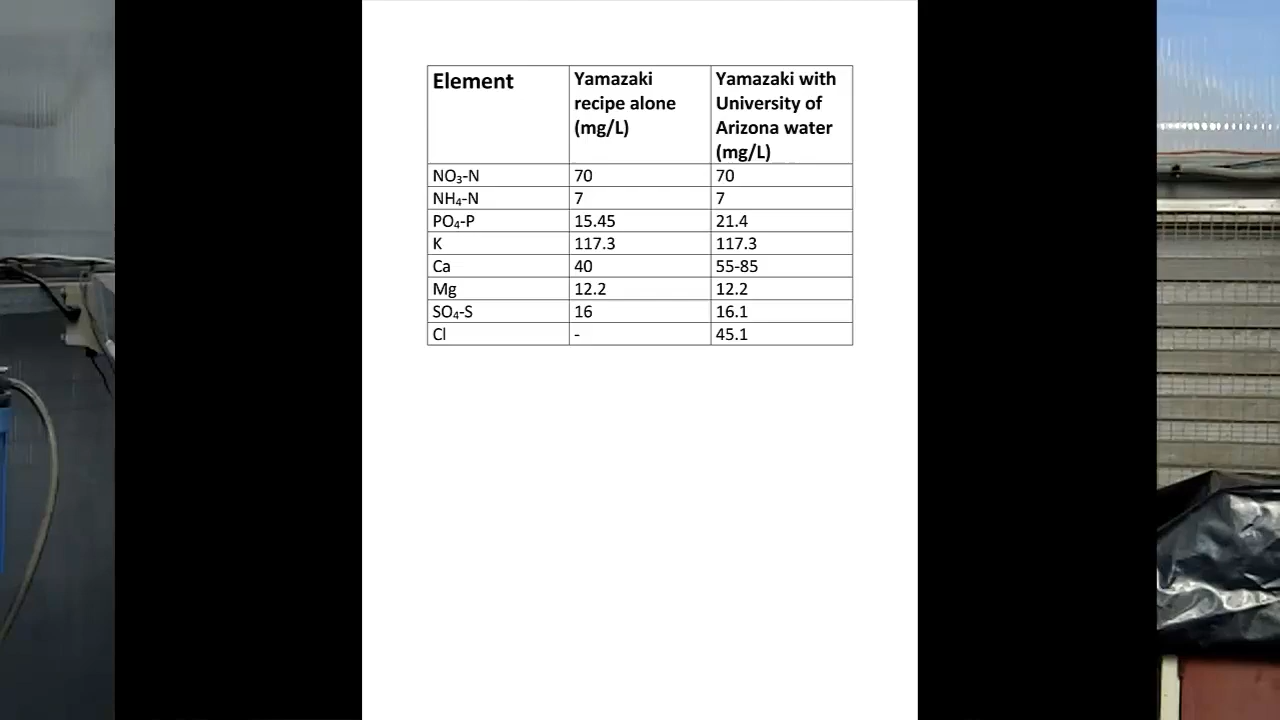 Element Yamazaki recipe alone (mg/L) Yamazaki with University of Arizona water (mg/L)
NO₃-N 70 70
NH₄-N 7 7
PO₄-P 15.45 21.4
K 117.3 117.3
Ca 40 55-85
Mg 12.2 12.2
SO₄-S 16 16.1
Cl - 45.1